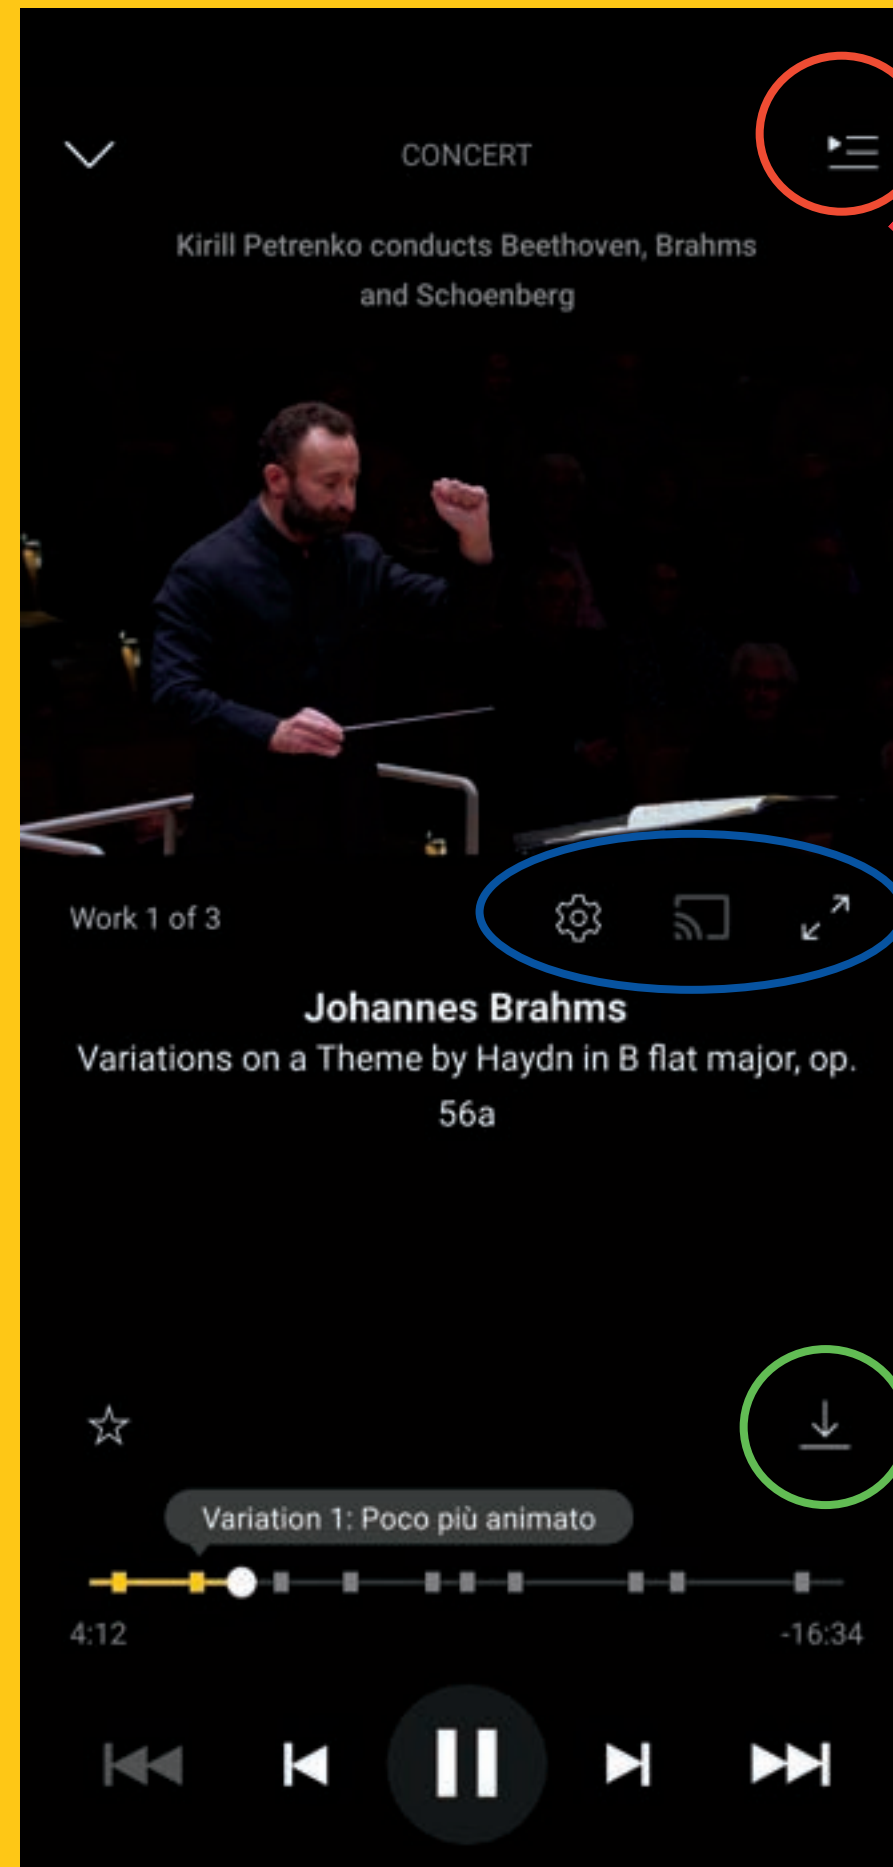 CONCERT
Kirill Petrenko conducts Beethoven, Brahms
and Schoenberg
Work 1 of 3
Johannes Brahms
Variations on a Theme by Haydn in B flat major, op.
56a
Variation 1: Poco più animato
4:12
-16:34